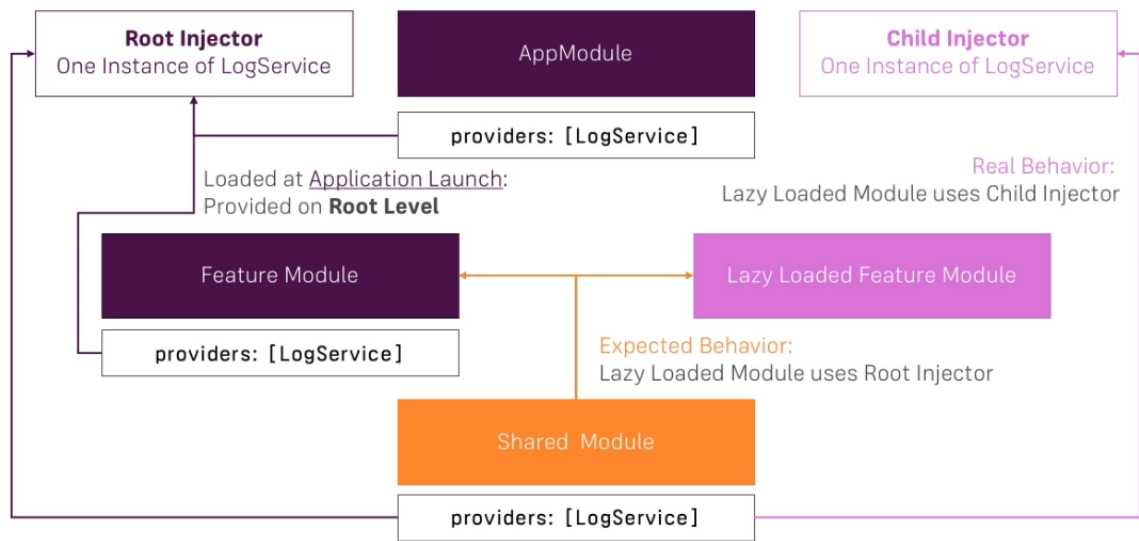 Root Injector
One Instance of LogService
AppModule
Child Injector
One Instance of LogService
providers: [LogService]
Loaded at Application Launch:
Provided on Root Level
Real Behavior:
Lazy Loaded Module uses Child Injector
Feature Module
Lazy Loaded Feature Module
providers: [LogService]
Expected Behavior:
Lazy Loaded Module uses Root Injector
Shared Module
providers: [LogService]